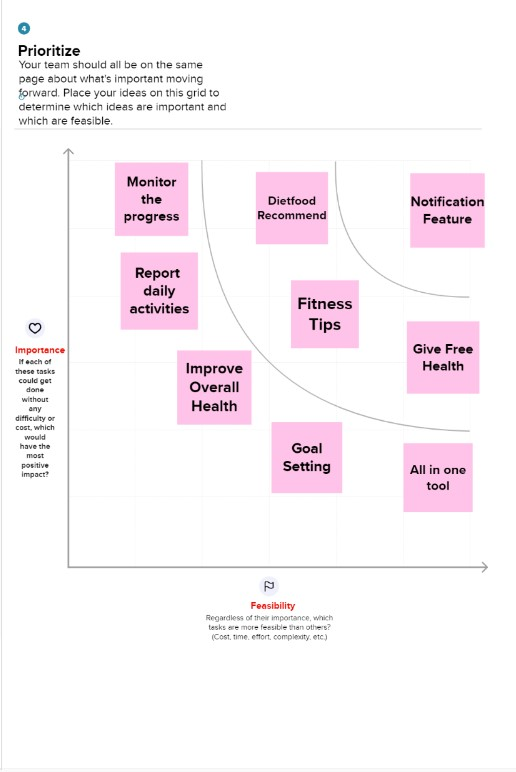 4
Prioritize
Your team should all be on the same
page about what's important moving
forward. Place your ideas on this grid to
determine which ideas are important and
which are feasible.
Monitor
the
progress
Dietfood
Recommend
Notification
Feature
Report
daily
activities
Fitness
Tips
Give Free
Health
Improve
Overall
Health
Goal
Setting
All in one
tool
Importance
If each of
these tasks
could get
done
without
any
difficulty or
cost, which
would
have the
most
positive
impact?
Feasibility
Regardless of their importance, which
tasks are more feasible than others?
(Cost, time, effort, complexity, etc.)